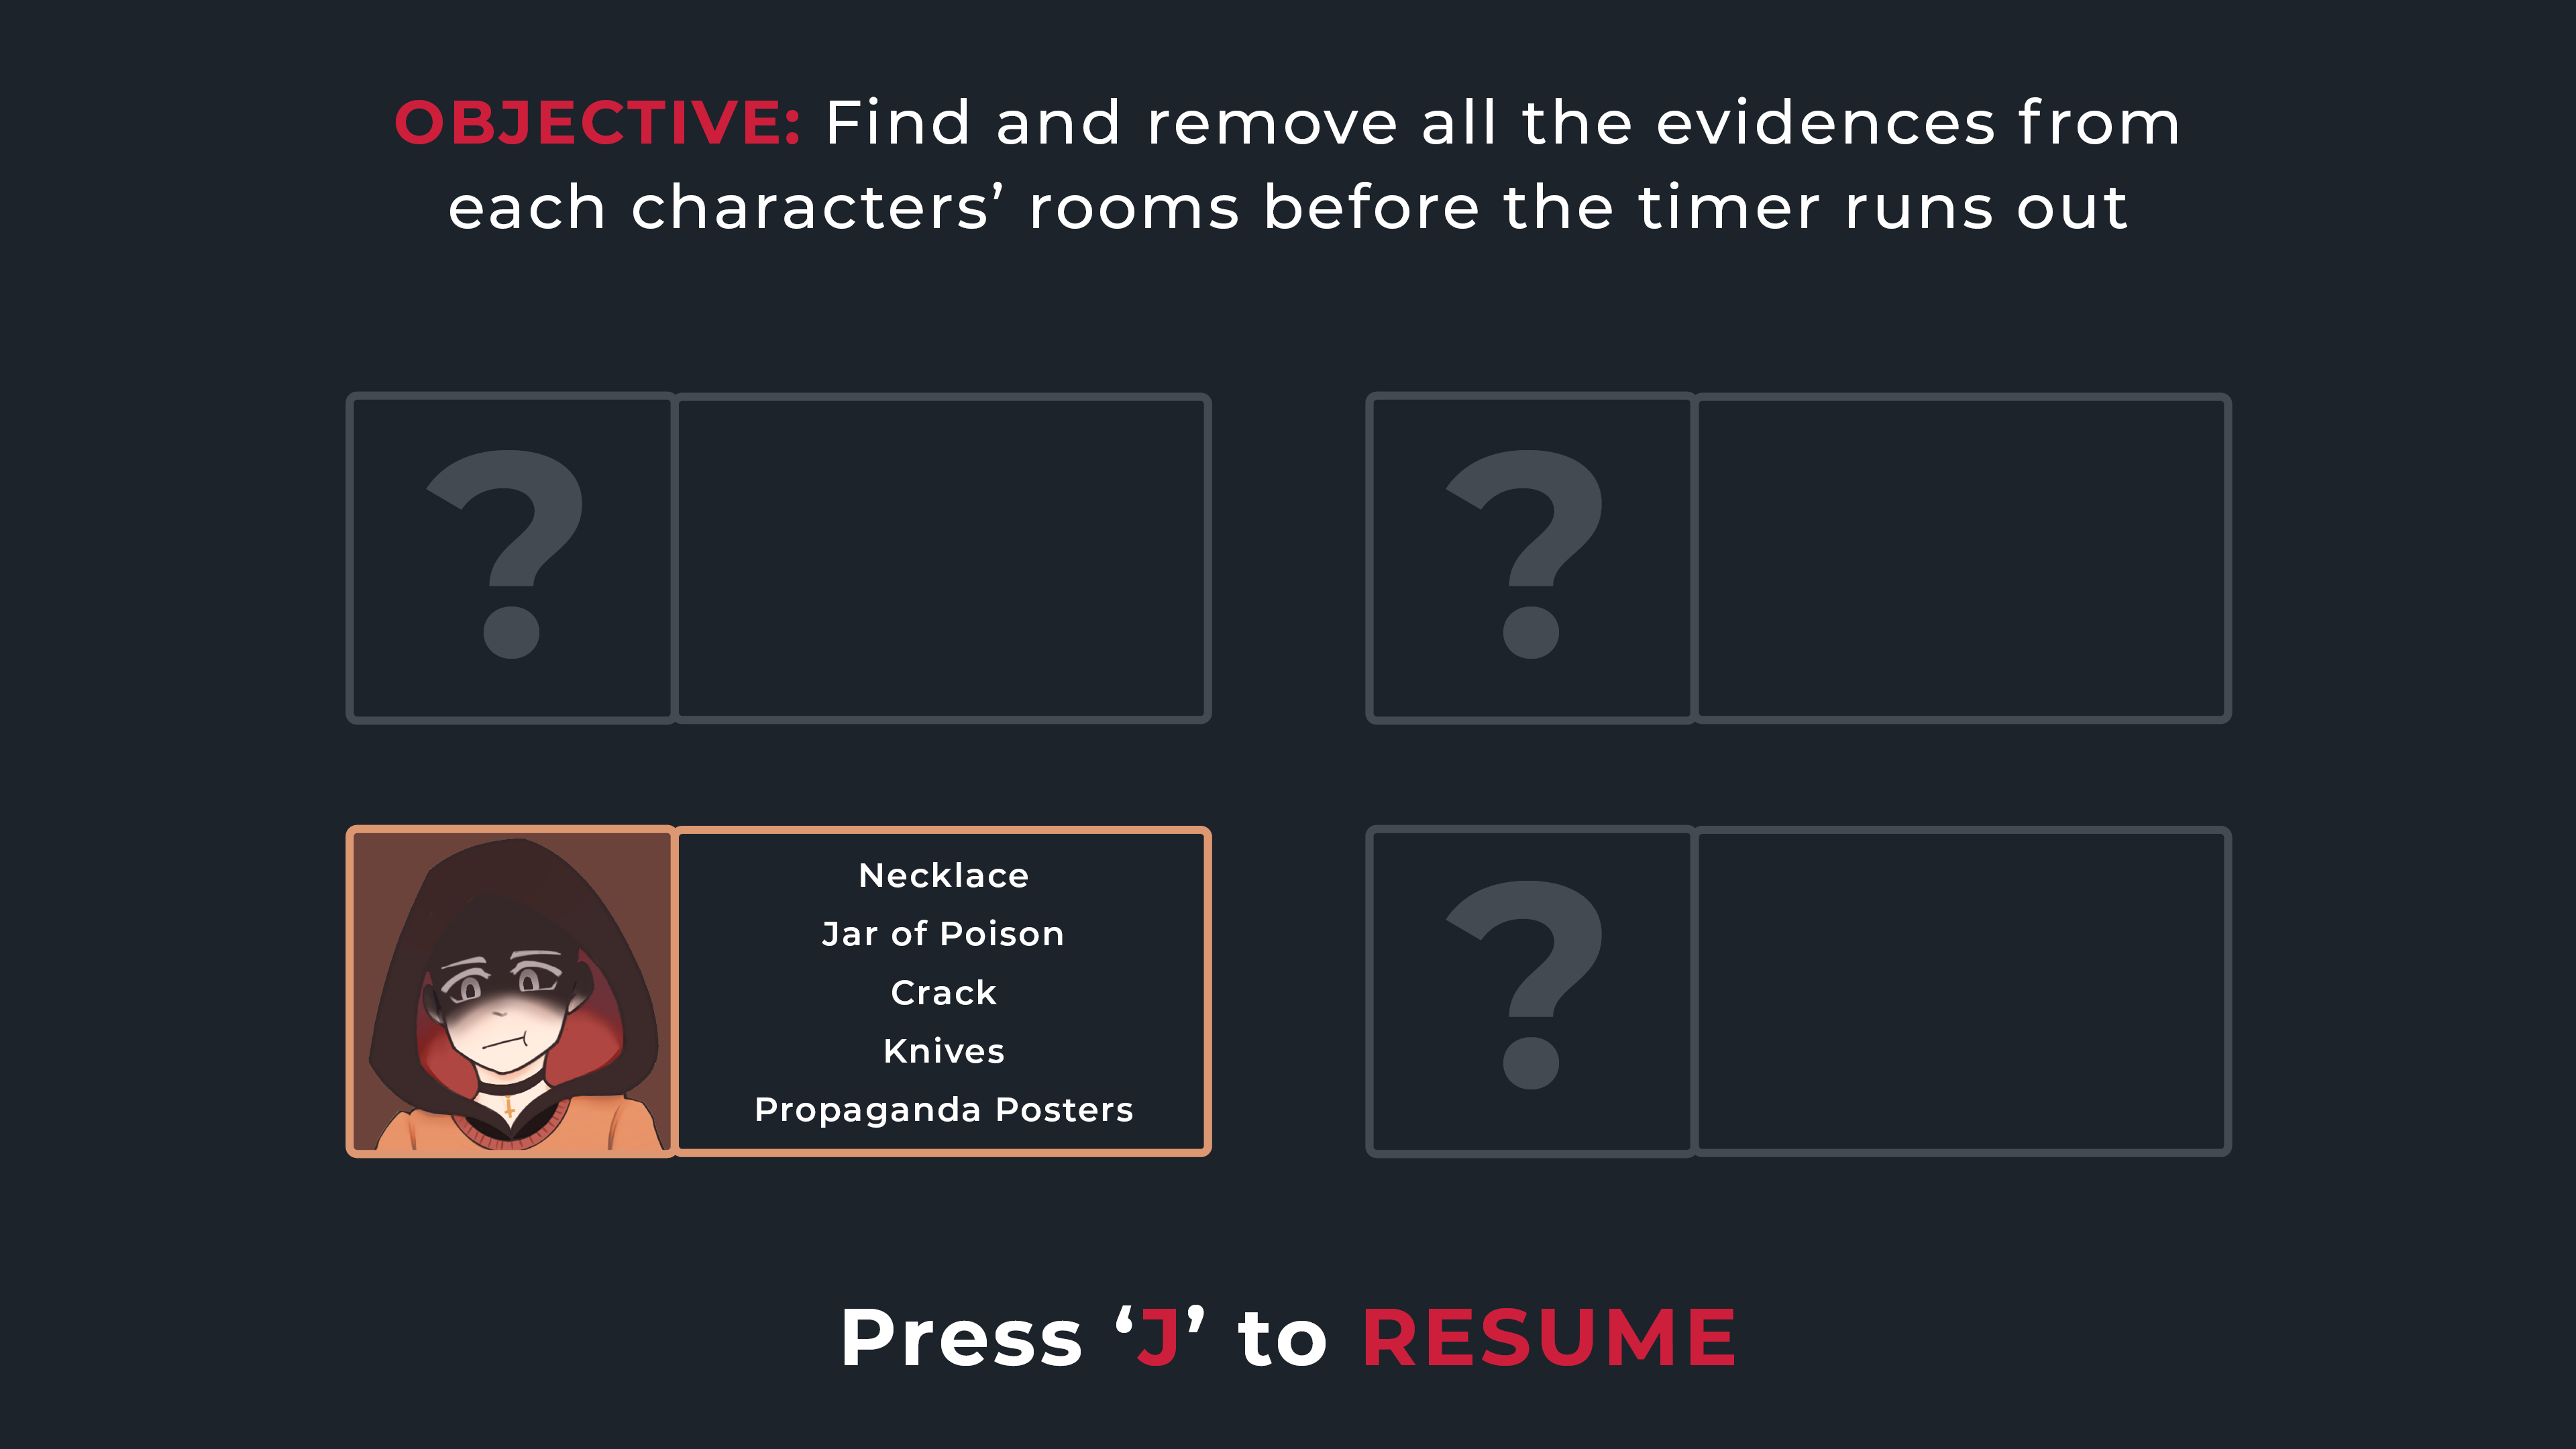 OBJECTIVE: Find and remove all the evidences from
each characters’ rooms before the timer runs out
?
?
Necklace
Jar of Poison
Crack
Knives
Propaganda Posters
?
Press ‘J’ to RESUME